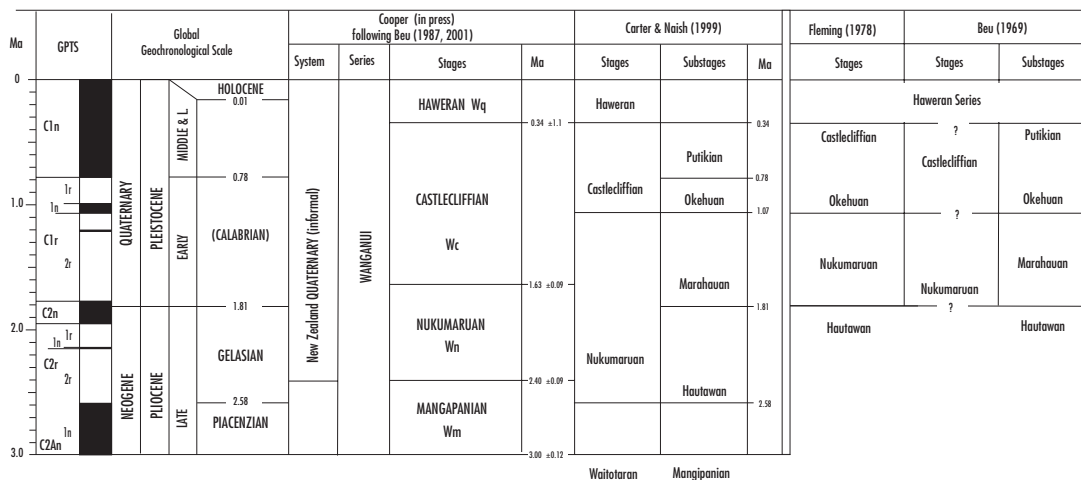 Ma
GPTS
Global
Geochronological Scale
Cooper (in press)
following Beu (1987, 2001)
Carter & Naish (1999)
Fleming (1978)
Beu (1969)
System
Series
Stages
Ma
Stages
Substages
Ma
Stages
Stages
Substages
0
1.0
2.0
3.0
C1n
1r
1n
C1r
2r
C2n
1r
1n
C2r
2r
1n
C2An
QUATERNARY
NEOGENE
PLEISTOCENE
PLIOCENE
MIDDLE & L.
EARLY
LATE
HOLOCENE
0.01
0.78
(CALABRIAN)
1.81
GELASIAN
2.58
PIACENZIAN
New Zealand QUATERNARY (informal)
WANGANUI
HAWERAN Wq
CASTLECLIFFIAN
Wc
NUKUMARUAN
Wn
MANGAPANIAN
Wm
0.34 ±1.1
1.63 ±0.09
2.40 ±0.09
3.00 ±0.12
Haweran
Castlecliffian
Nukumaruan
Waitotaran
Putikian
Okehuan
Marahauan
Hautawan
Mangipanian
0.34
0.78
1.07
1.81
2.58
Haweran Series
Castlecliffian
Okehuan
Nukumaruan
Hautawan
?
Castlecliffian
?
Nukumaruan
?
Putikian
Okehuan
Marahauan
Hautawan